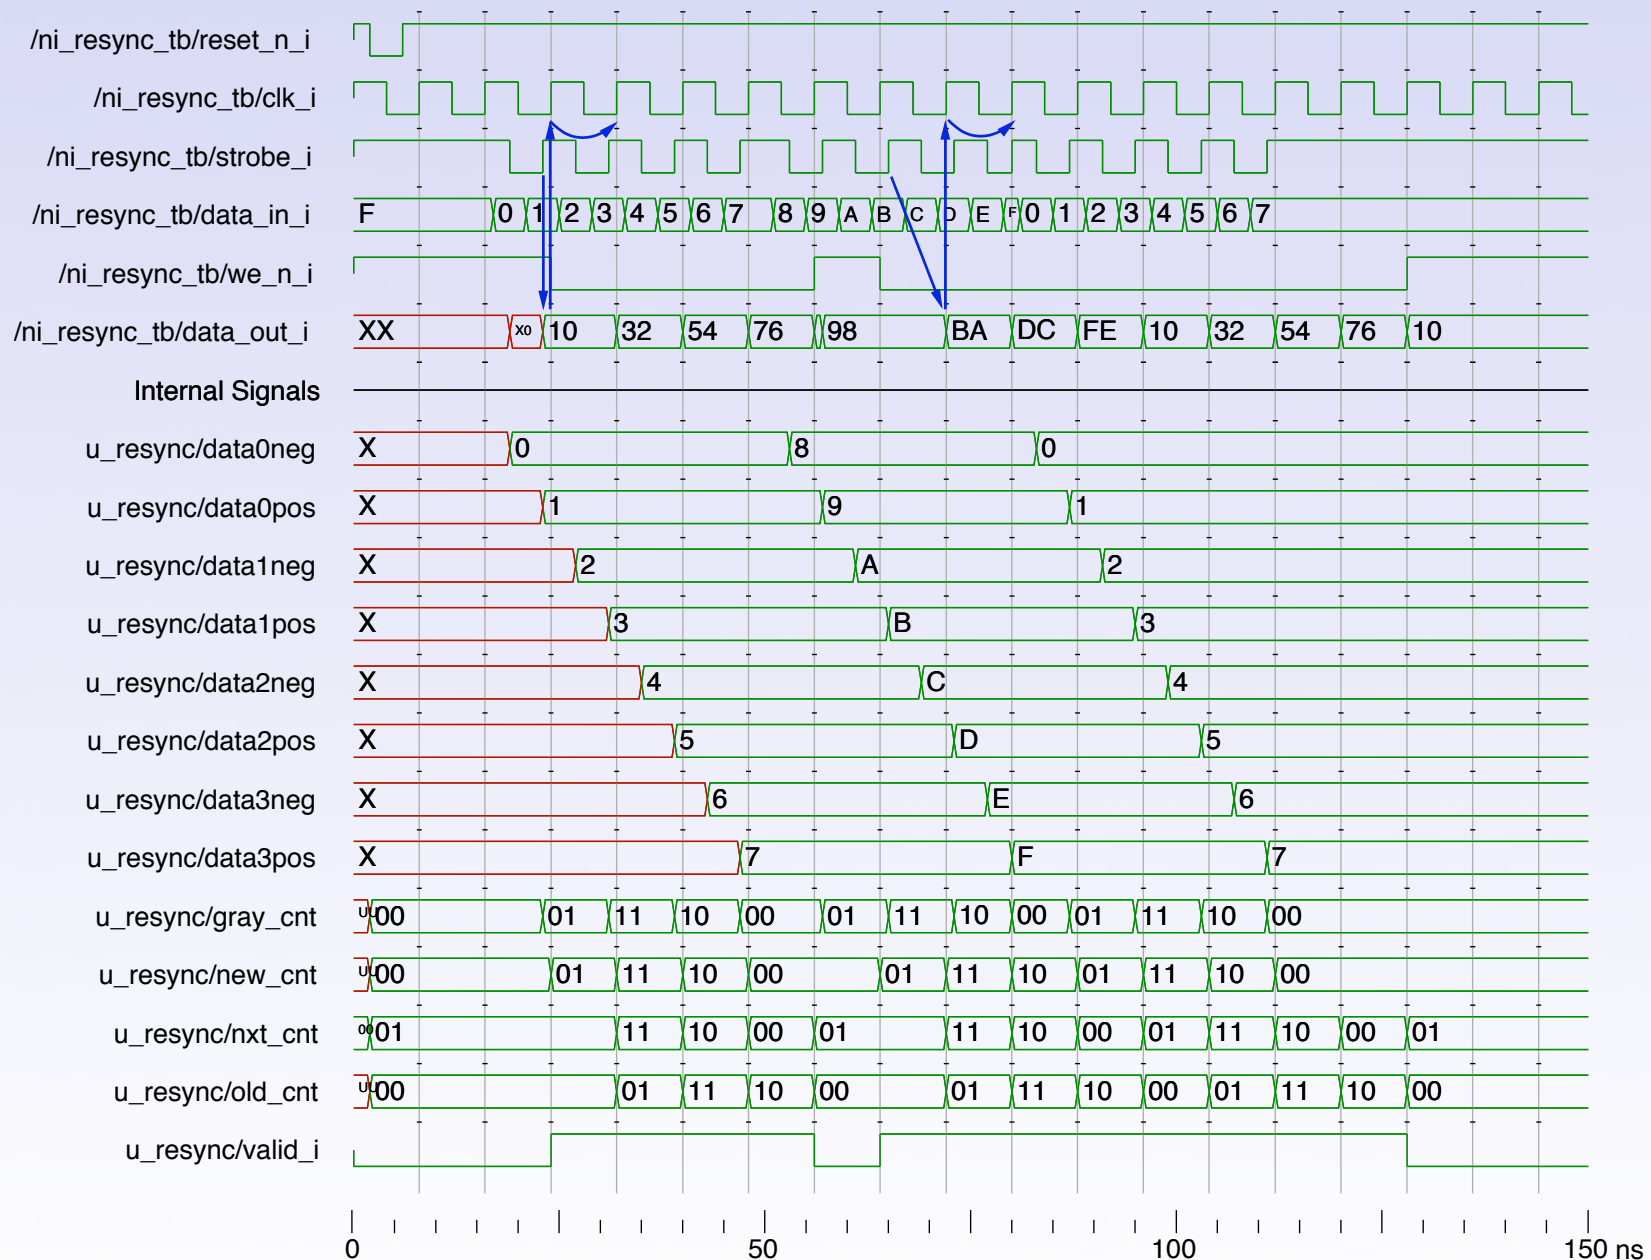 /ni_resync_tb/reset_n_i
/ni_resync_tb/clk_i
/ni_resync_tb/strobe_i
/ni_resync_tb/data_in_i F 0 1 2 3 4 5 6 7 8 9 A B C D E F 0 1 2 3 4 5 6 7
/ni_resync_tb/we_n_i
/ni_resync_tb/data_out_i XX X0 10 32 54 76 98 BA DC FE 10 32 54 76 10
Internal Signals
u_resync/data0neg X 0 8 0
u_resync/data0pos X 1 9 1
u_resync/data1neg X 2 A 2
u_resync/data1pos X 3 B 3
u_resync/data2neg X 4 C 4
u_resync/data2pos X 5 D 5
u_resync/data3neg X 6 E 6
u_resync/data3pos X 7 F 7
u_resync/gray_cnt UU 00 01 11 10 00 01 11 10 00 01 11 10 00
u_resync/new_cnt UU 00 01 11 10 00 01 11 10 01 11 10 00
u_resync/nxt_cnt 00 01 11 10 00 01 11 10 00 01 11 10 00 01
u_resync/old_cnt UU 00 01 11 10 00 01 11 10 00 01 11 10 00
u_resync/valid_i
0 50 100 150 ns